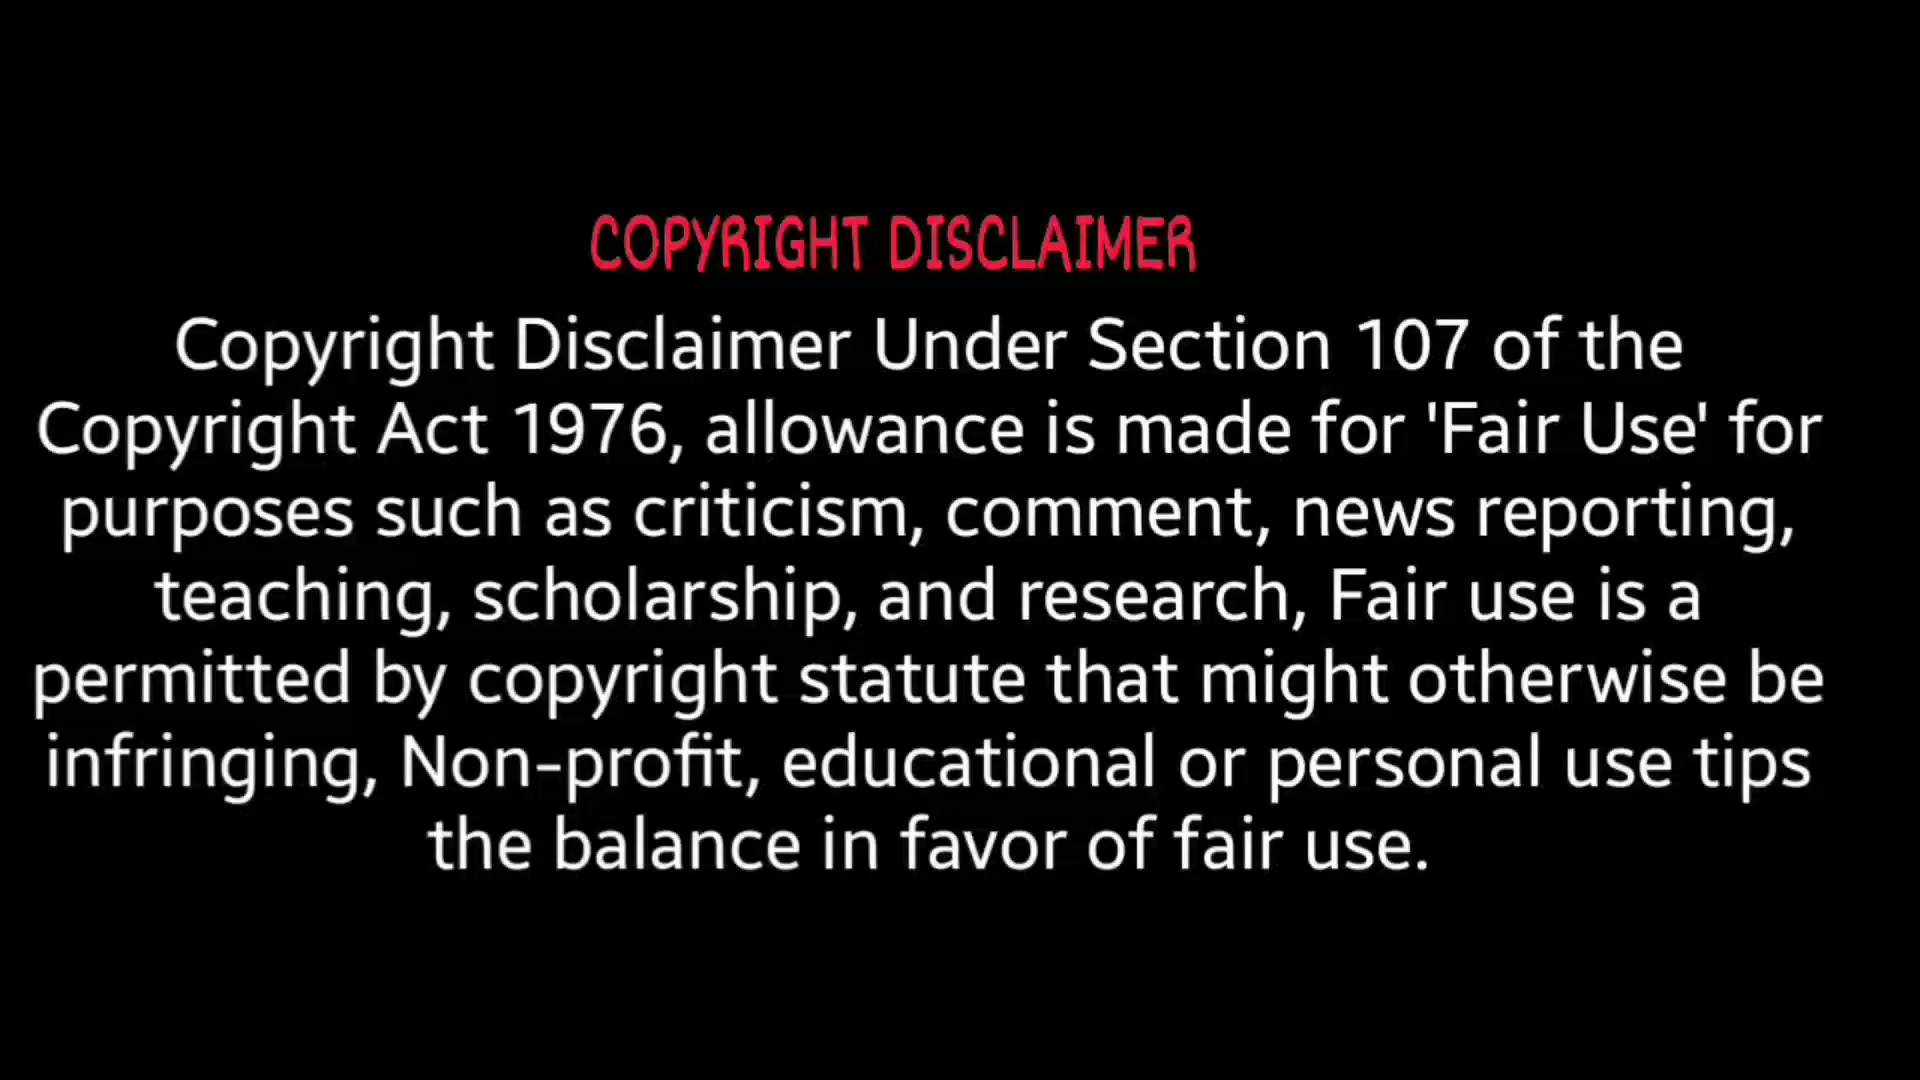 COPYRIGHT DISCLAIMER
Copyright Disclaimer Under Section 107 of the
Copyright Act 1976, allowance is made for 'Fair Use' for
purposes such as criticism, comment, news reporting,
teaching, scholarship, and research, Fair use is a
permitted by copyright statute that might otherwise be
infringing, Non-profit, educational or personal use tips
the balance in favor of fair use.